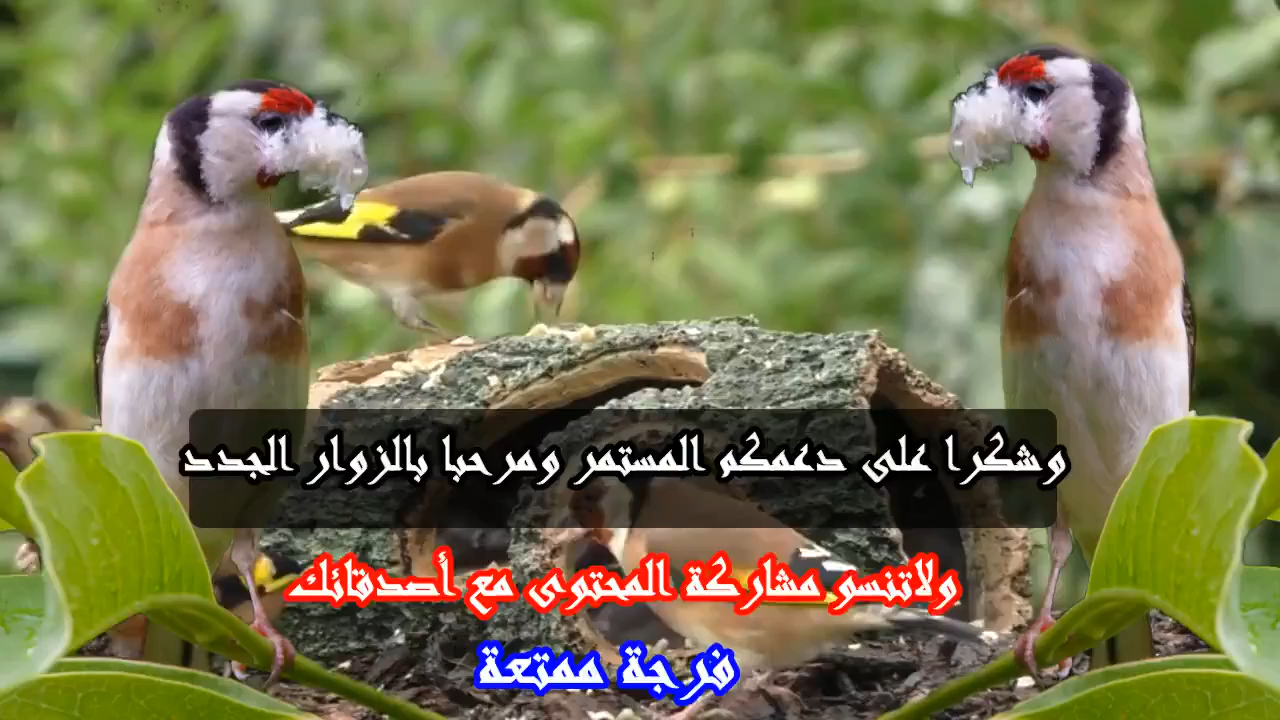 وشكرا على دعمكم المستمر ومرحبا بالزوار الجدد
ولاتنسو مشاركة المحتوى مع أصدقائك
فرجة ممتعة